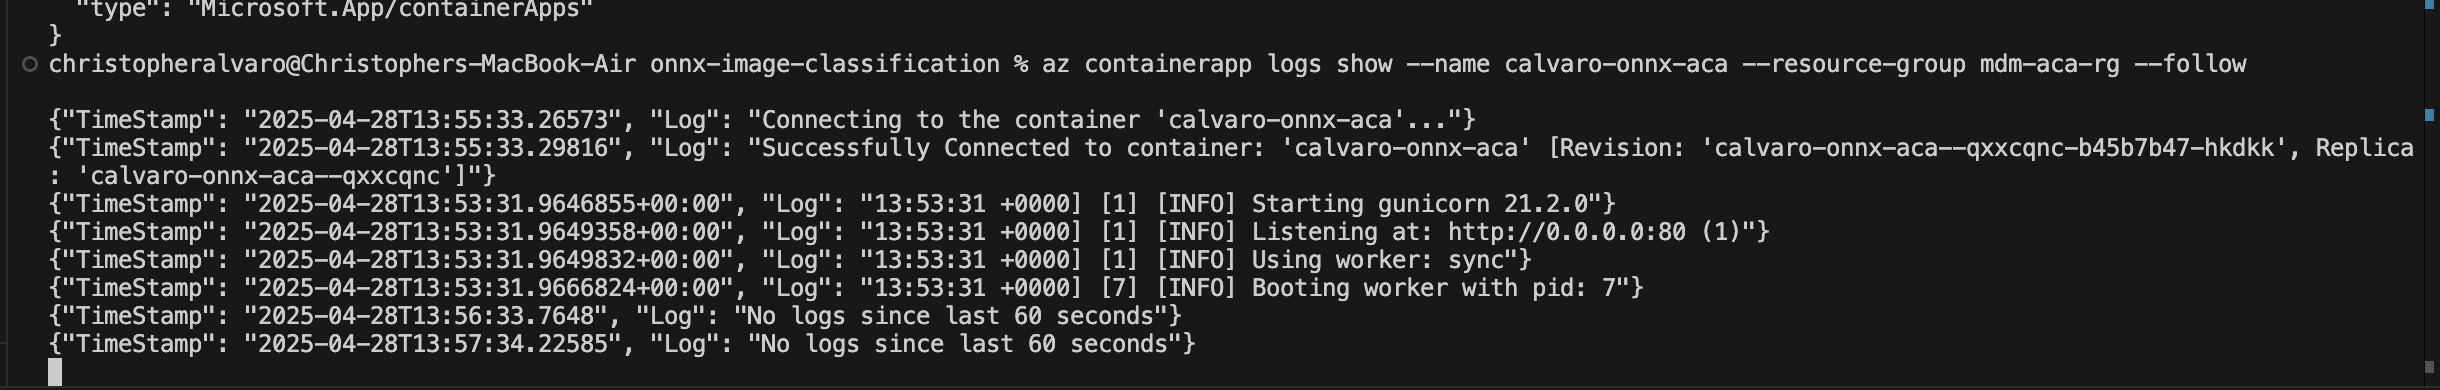 "type": "Microsoft.App/containerApps"
}
christopheralvaro@Christophers-MacBook-Air onnx-image-classification % az containerapp logs show --name calvaro-onnx-aca --resource-group mdm-aca-rg --follow
{"TimeStamp": "2025-04-28T13:55:33.26573", "Log": "Connecting to the container 'calvaro-onnx-aca'..."}
{"TimeStamp": "2025-04-28T13:55:33.29816", "Log": "Successfully Connected to container: 'calvaro-onnx-aca' [Revision: 'calvaro-onnx-aca--qxxcqnc-b45b7b47-hkdkk', Replica
: 'calvaro-onnx-aca--qxxcqnc']"}
{"TimeStamp": "2025-04-28T13:53:31.9646855+00:00", "Log": "13:53:31 +0000] [1] [INFO] Starting gunicorn 21.2.0"}
{"TimeStamp": "2025-04-28T13:53:31.9649358+00:00", "Log": "13:53:31 +0000] [1] [INFO] Listening at: http://0.0.0.0:80 (1)"}
{"TimeStamp": "2025-04-28T13:53:31.9649832+00:00", "Log": "13:53:31 +0000] [1] [INFO] Using worker: sync"}
{"TimeStamp": "2025-04-28T13:53:31.9666824+00:00", "Log": "13:53:31 +0000] [7] [INFO] Booting worker with pid: 7"}
{"TimeStamp": "2025-04-28T13:56:33.7648", "Log": "No logs since last 60 seconds"}
{"TimeStamp": "2025-04-28T13:57:34.22585", "Log": "No logs since last 60 seconds"}